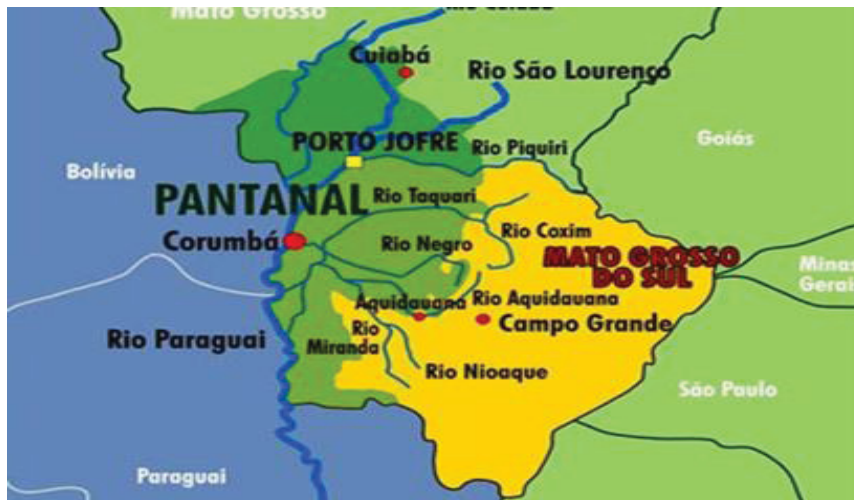 MATO GROSSO
Cuiabá
Rio São Lourenço
PORTO JOFRE
Rio Piquiri
Goiás
Bolívia
PANTANAL
Rio Taquari
Corumbá
Rio Negro
Rio Coxim
MATO GROSSO
DO SUL
Minas
Gerais
Aquidauana
Rio Aquidauana
Rio
Miranda
Campo Grande
Rio Paraguai
Rio Nioaque
São Paulo
Paraguai